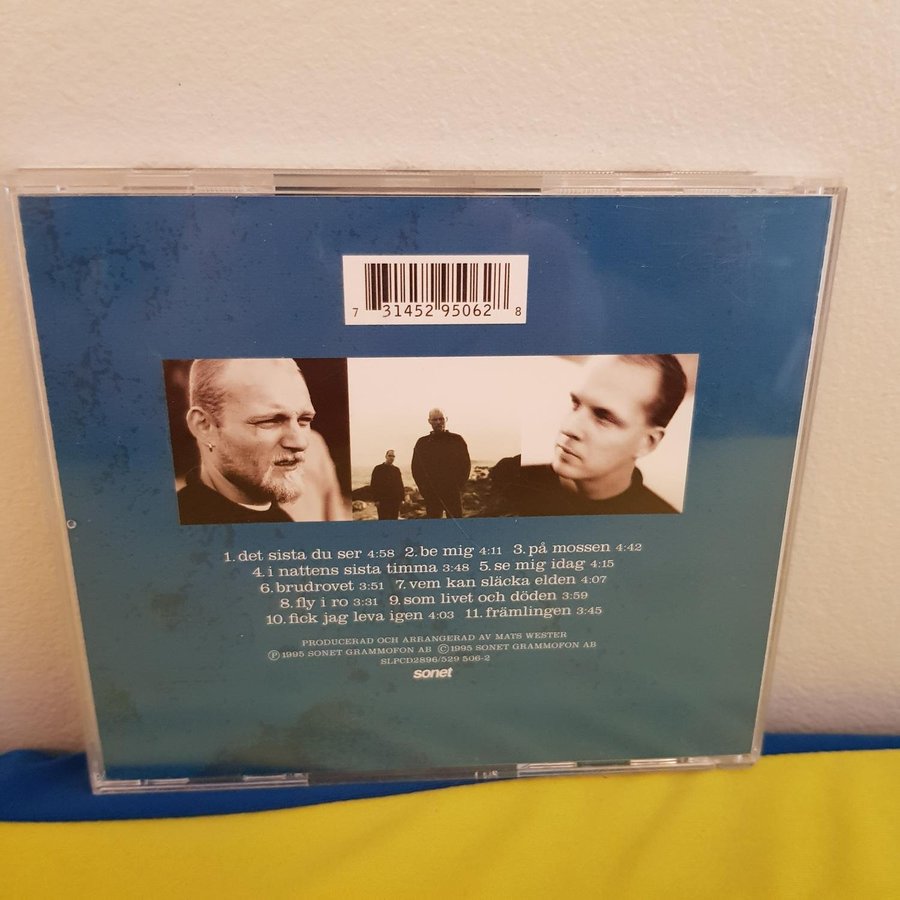 7 31452 95062 8
1. det sista du ser 4:58 2. be mig 4:11 3. på mossen 4:42
4. i nattens sista timma 3:48 5. se mig idag 4:15
6. brudrovet 3:51 7. vem kan släcka elden 4:07
8. fly i ro 3:31 9. som livet och döden 3:59
10. fick jag leva igen 4:03 11. främlingen 3:45
PRODUCERAD OCH ARRANGERAD AV MATS WESTER
Ⓟ1995 SONET GRAMMOFON AB ©1995 SONET GRAMMOFON AB
SLPCD2896/529 506-2
sonet